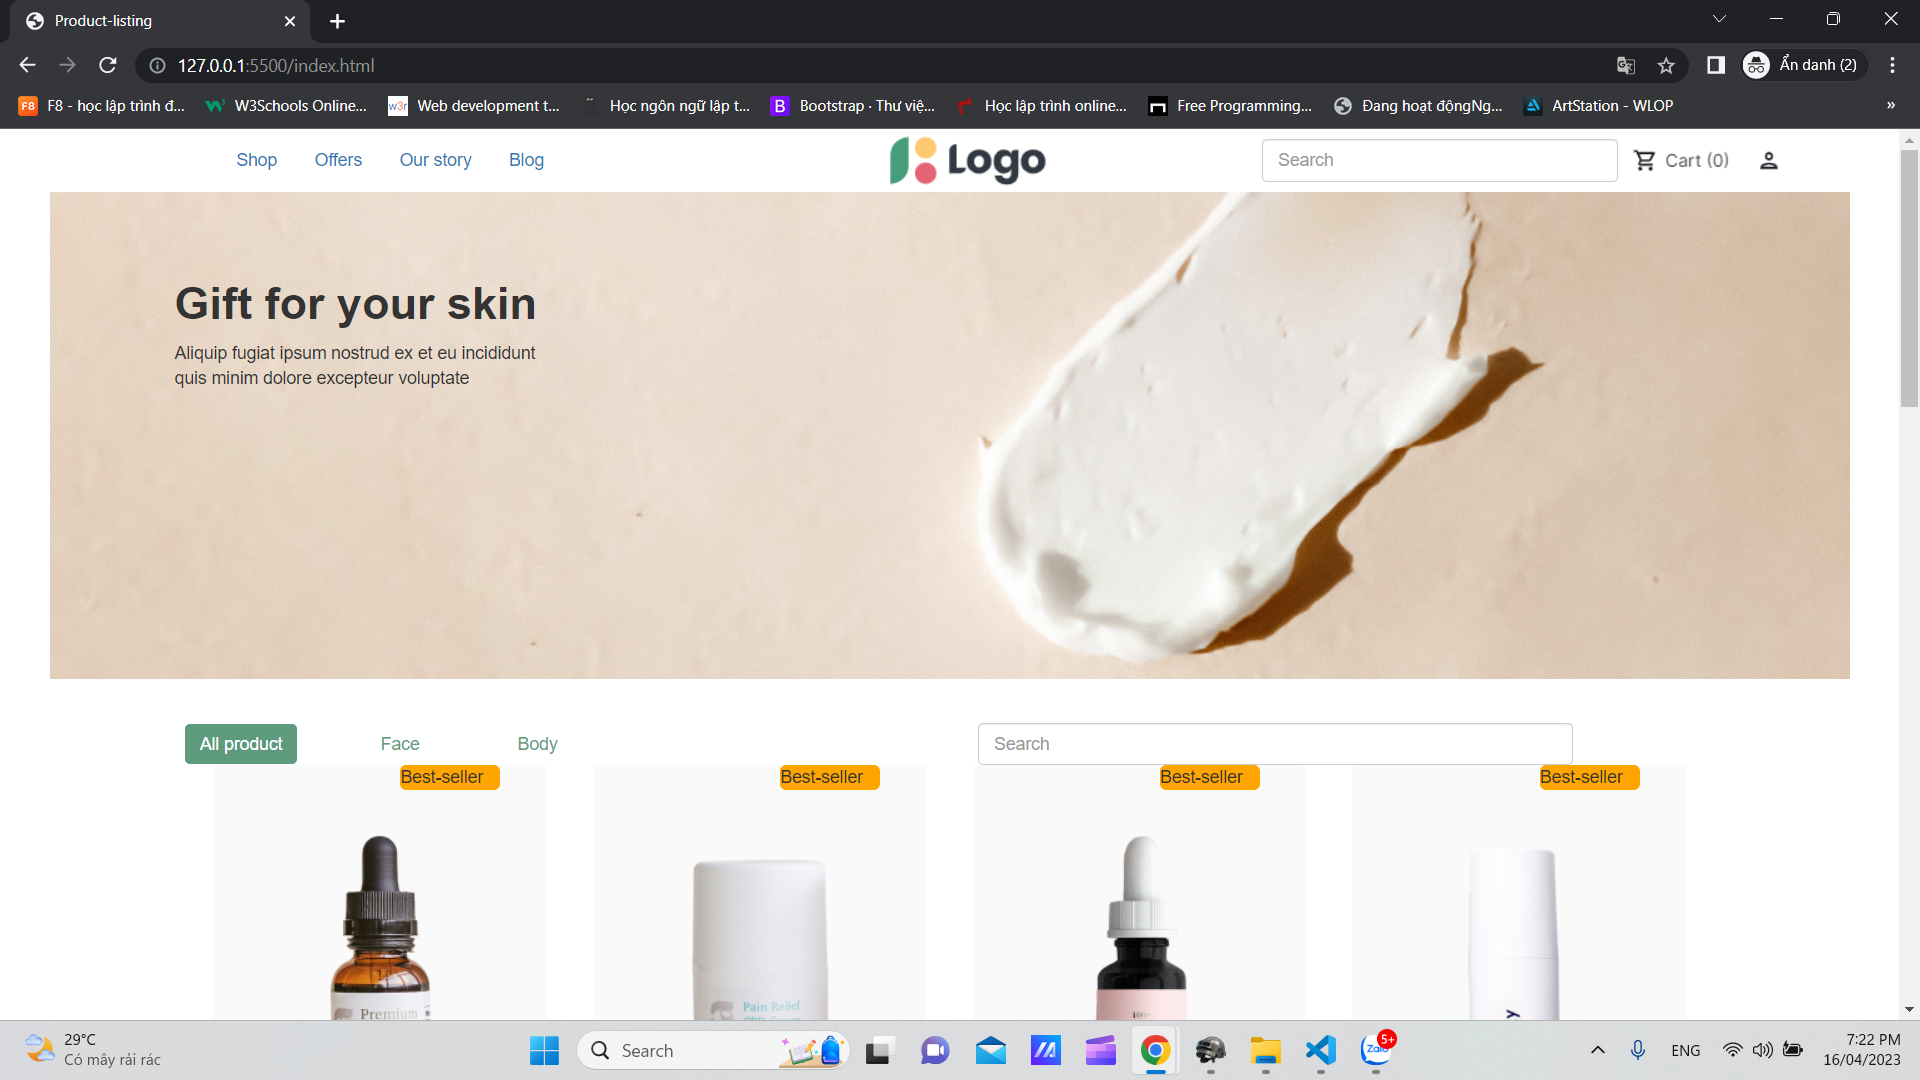 Product-listing
127.0.0.1:5500/index.html
Ẩn danh (2)
F8 - học lập trình đ...
W3Schools Online...
w3r
Web development t...
Học ngôn ngữ lập t...
B
Bootstrap · Thư việ...
Học lập trình online...
Free Programming...
Đang hoạt độngNg...
ArtStation - WLOP
»
Shop
Offers
Our story
Blog
Logo
Search
Cart (0)
Gift for your skin
Aliquip fugiat ipsum nostrud ex et eu incididunt
quis minim dolore excepteur voluptate
All product
Face
Body
Search
Best-seller
Best-seller
Best-seller
Best-seller
Premium
Pain Relief
29°C
Có mây rải rác
Search
Zalo
5+
ENG
7:22 PM
16/04/2023